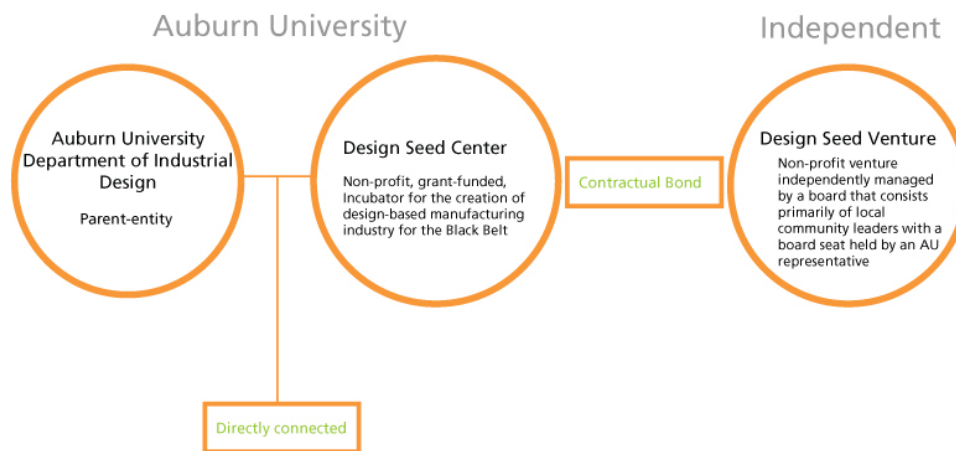 Auburn University
Independent
Auburn University
Department of Industrial
Design
Parent-entity
Design Seed Center
Non-profit, grant-funded,
Incubator for the creation of
design-based manufacturing
industry for the Black Belt
Contractual Bond
Design Seed Venture
Non-profit venture
independently managed
by a board that consists
primarily of local
community leaders with a
board seat held by an AU
representative
Directly connected